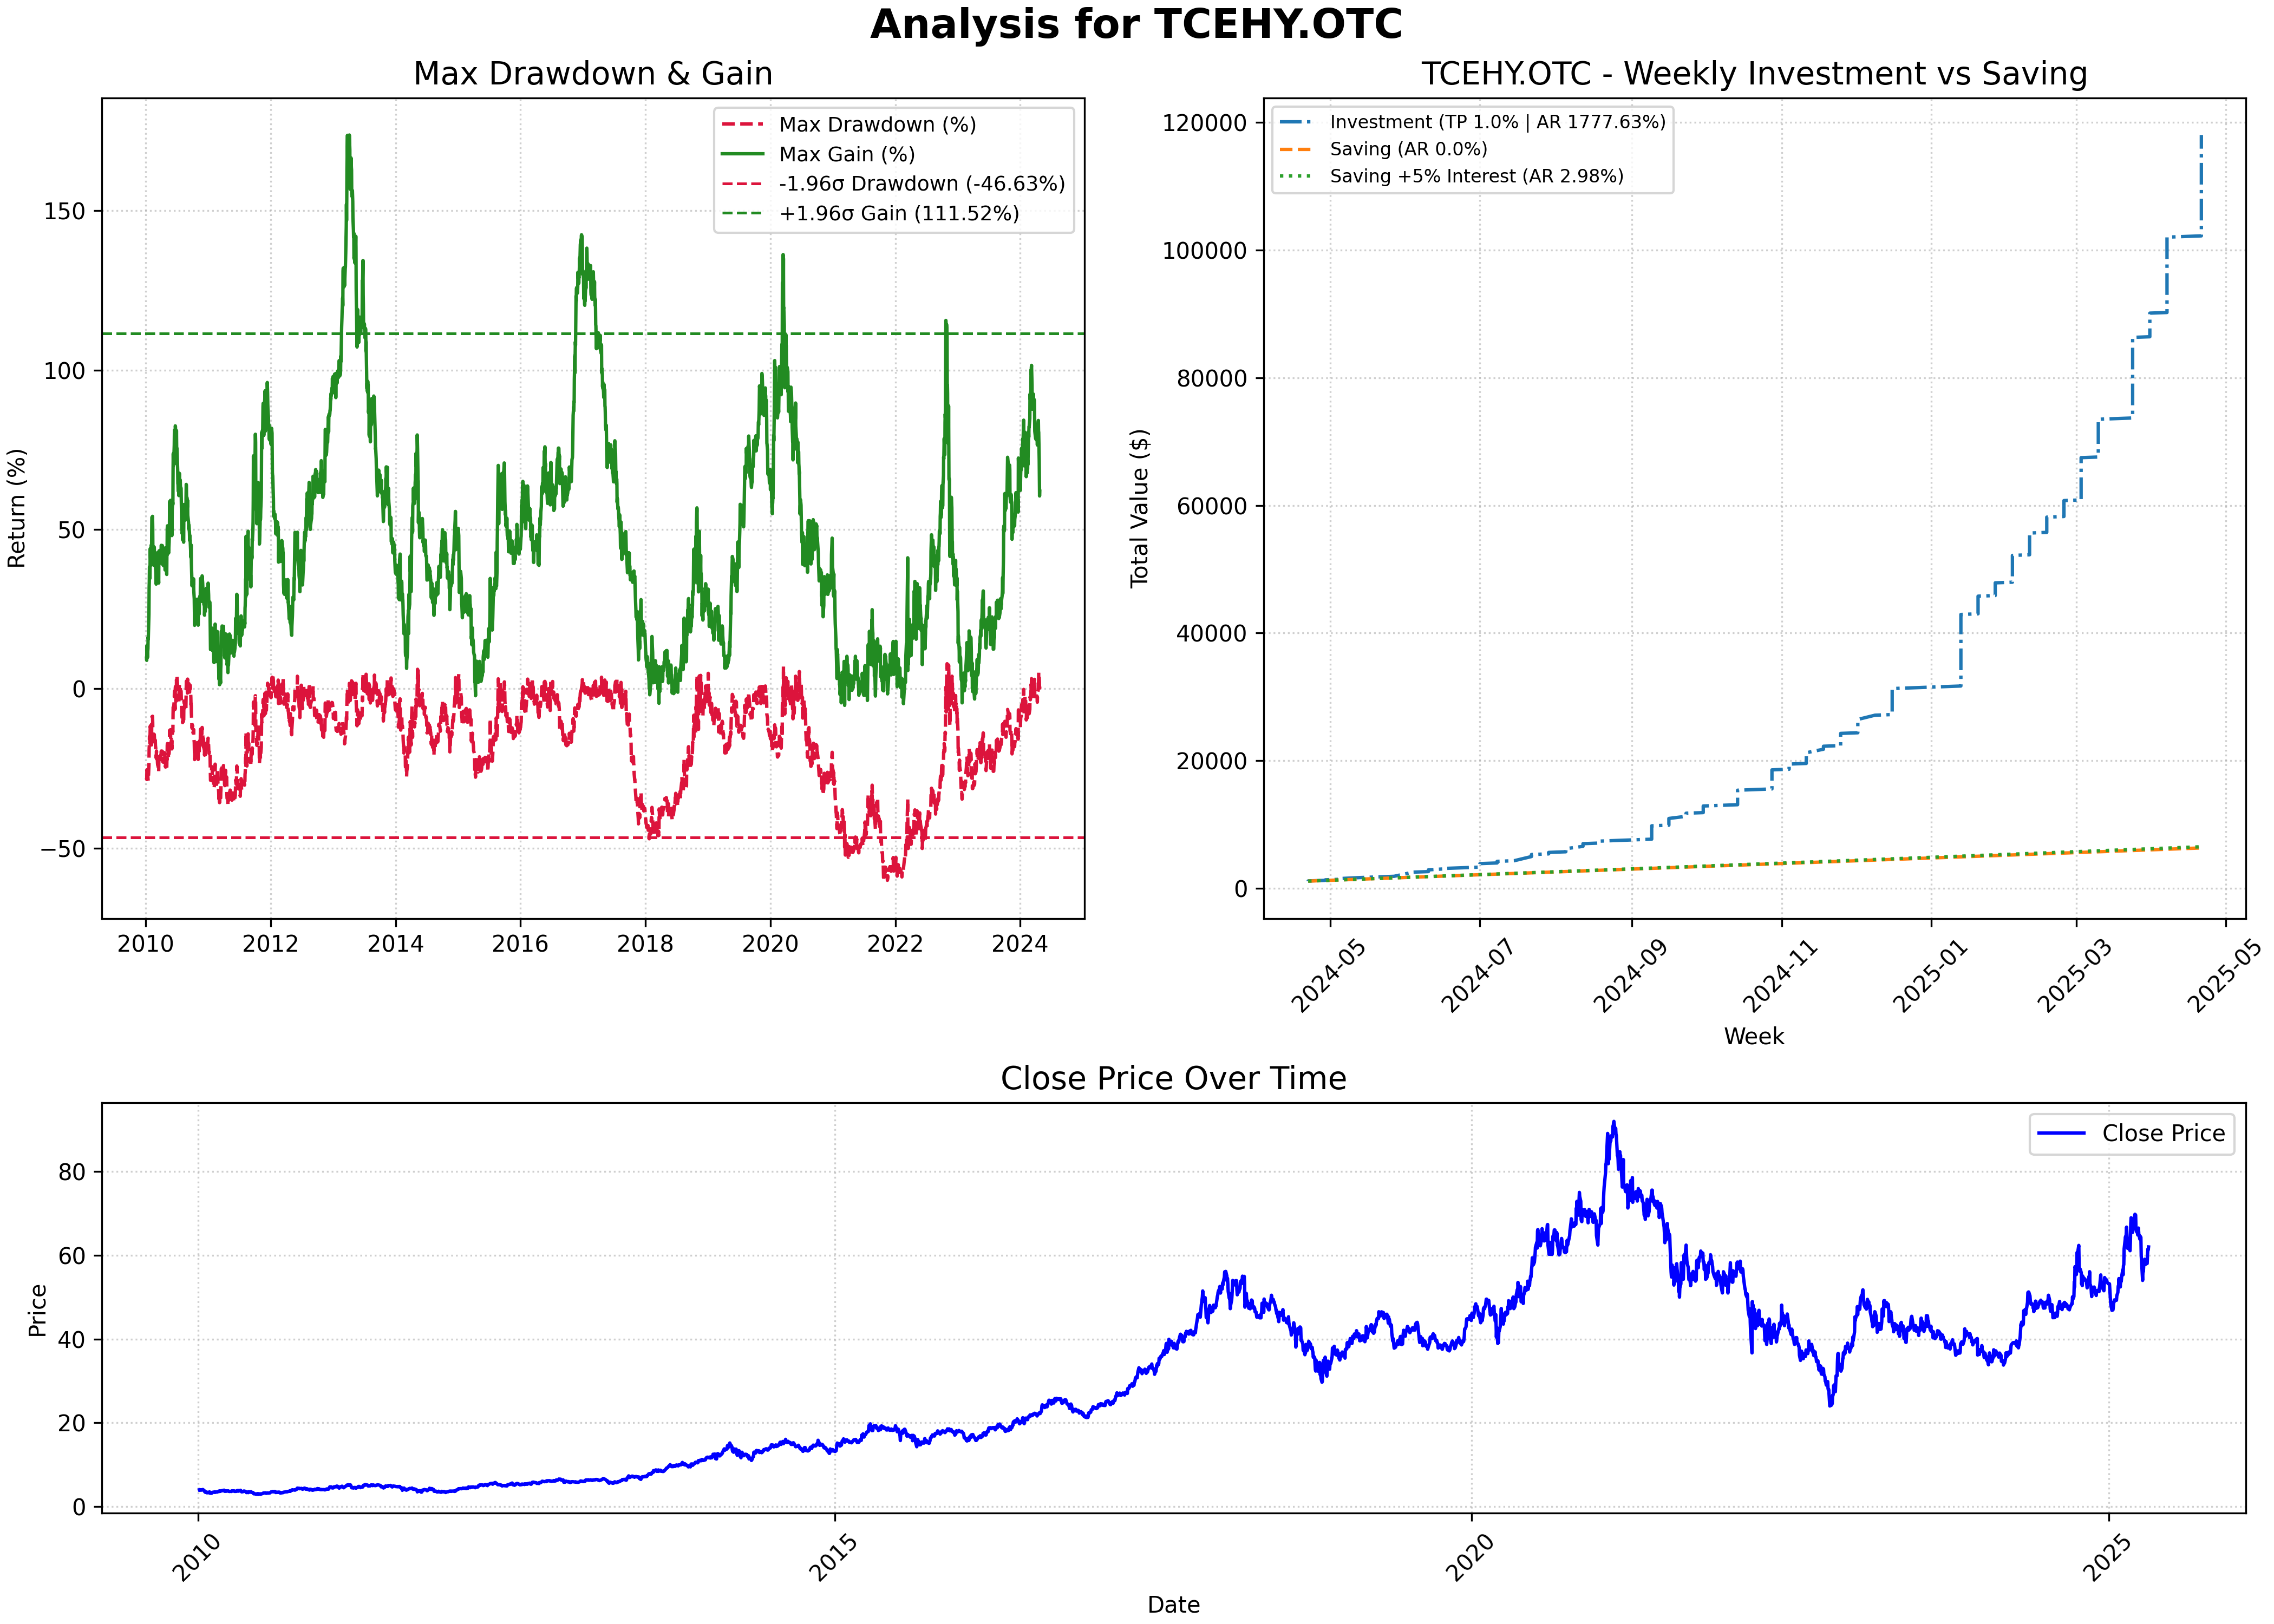 Analysis for TCEHY.OTC
Max Drawdown & Gain
Return (%)
150
100
50
0
−50
2010 2012 2014 2016 2018 2020 2022 2024
Max Drawdown (%)
Max Gain (%)
-1.96σ Drawdown (-46.63%)
+1.96σ Gain (111.52%)
TCEHY.OTC - Weekly Investment vs Saving
Total Value ($)
120000
100000
80000
60000
40000
20000
0
Investment (TP 1.0% | AR 1777.63%)
Saving (AR 0.0%)
Saving +5% Interest (AR 2.98%)
2024-05 2024-07 2024-09 2024-11 2025-01 2025-03 2025-05
Week
Close Price Over Time
Price
80
60
40
20
0
Close Price
2010 2015 2020 2025
Date